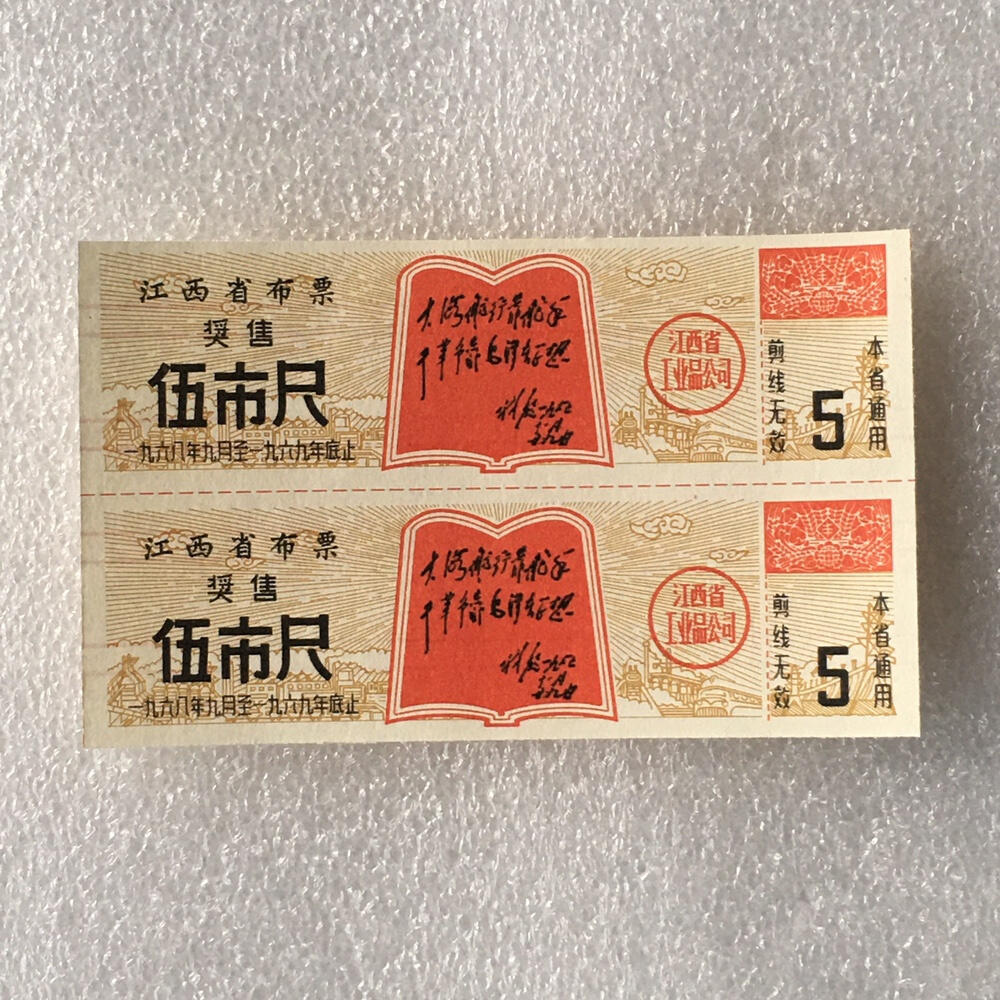 江西省布票
奨售
伍市尺
一九六八年九月至一九六九年底止
大海航行靠舵手
干革命靠毛泽东思想
江西省
工业品公司
剪线无效
5
本省通用
江西省布票
奨售
伍市尺
一九六八年九月至一九六九年底止
大海航行靠舵手
干革命靠毛泽东思想
江西省
工业品公司
剪线无效
5
本省通用